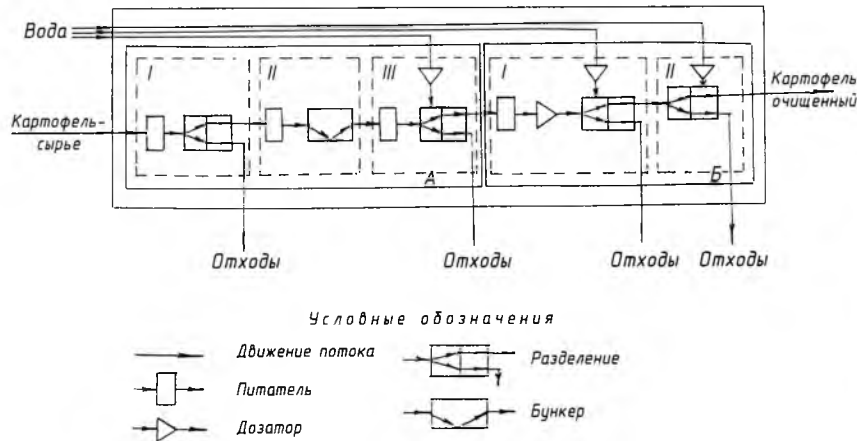 Вода
I
II
III
I
II
Картофель
очищенный
Картофель-
сырье
А
Б
Отходы
Отходы
Отходы
Отходы
Условные обозначения
Движение потока
Разделение
Питатель
Бункер
Дозатор